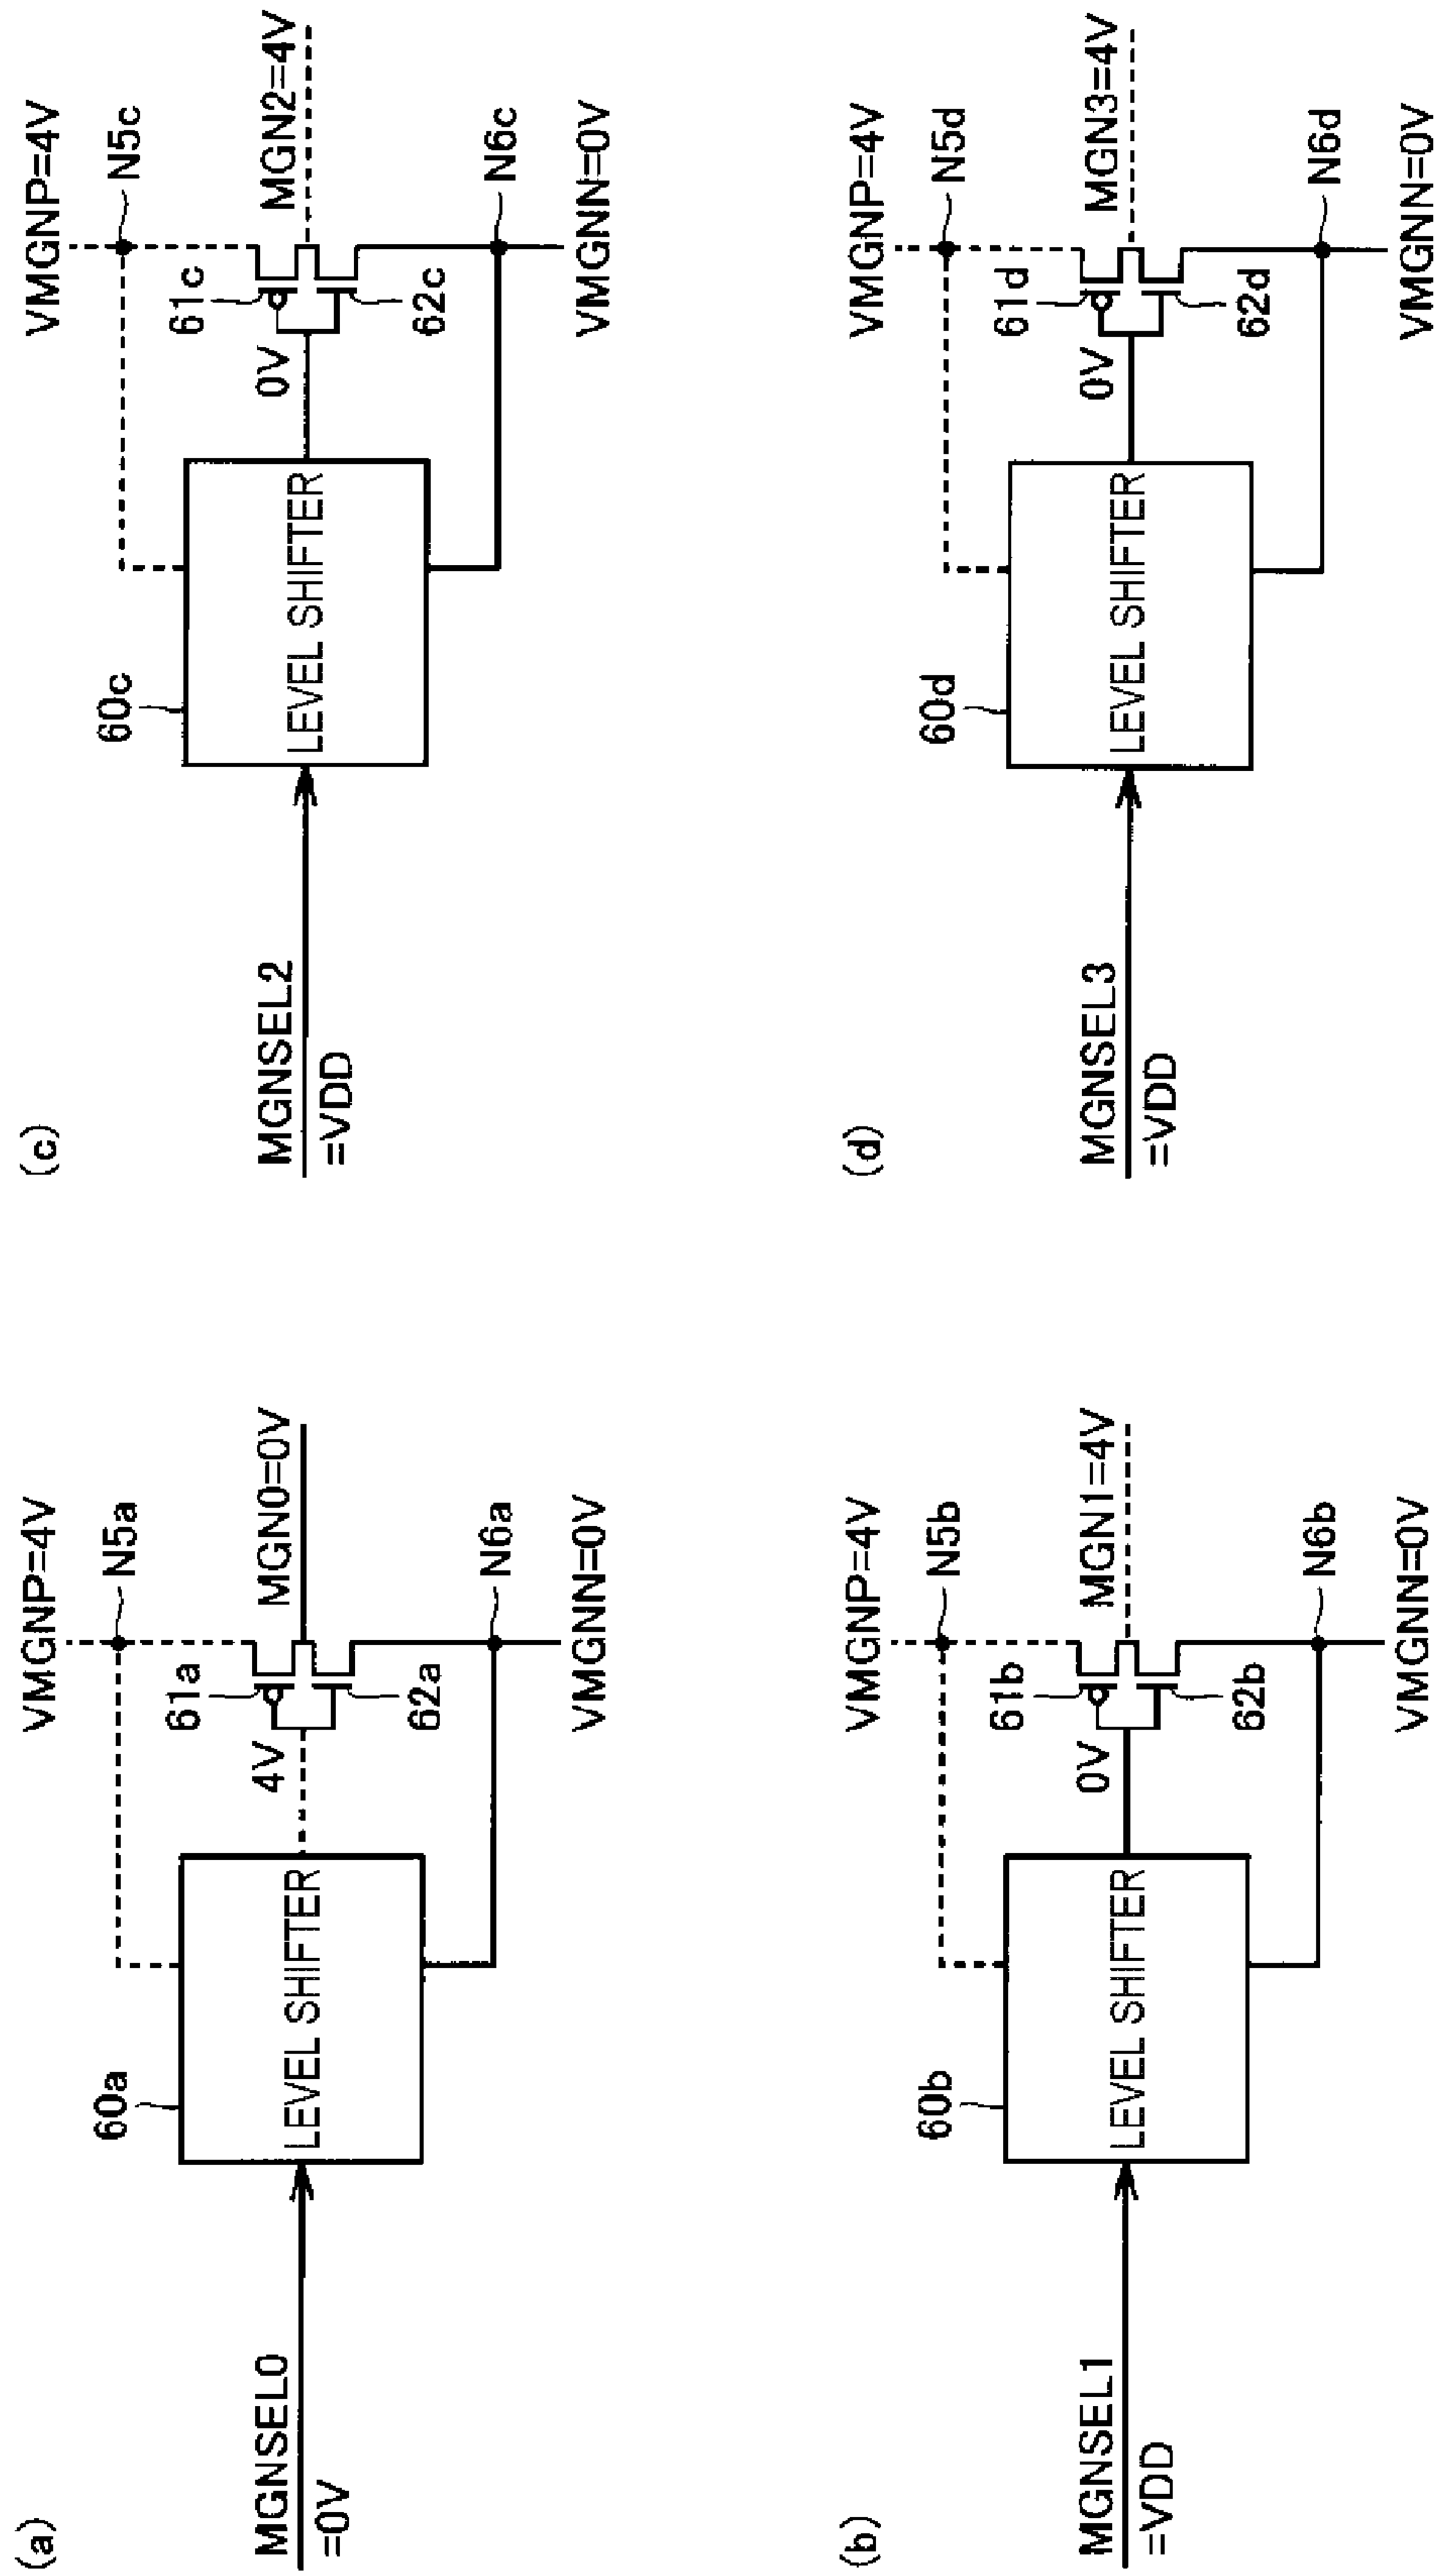 (a)
VMGNP=4V
N5a
61a
4V
MGN0=0V
62a
60a
LEVEL SHIFTER
MGNSEL0
=0V
N6a
VMGNN=0V
(b)
VMGNP=4V
N5b
61b
0V
MGN1=4V
62b
60b
LEVEL SHIFTER
MGNSEL1
=VDD
N6b
VMGNN=0V
(c)
VMGNP=4V
N5c
61c
0V
MGN2=4V
62c
60c
LEVEL SHIFTER
MGNSEL2
=VDD
N6c
VMGNN=0V
(d)
VMGNP=4V
N5d
61d
0V
MGN3=4V
62d
60d
LEVEL SHIFTER
MGNSEL3
=VDD
N6d
VMGNN=0V